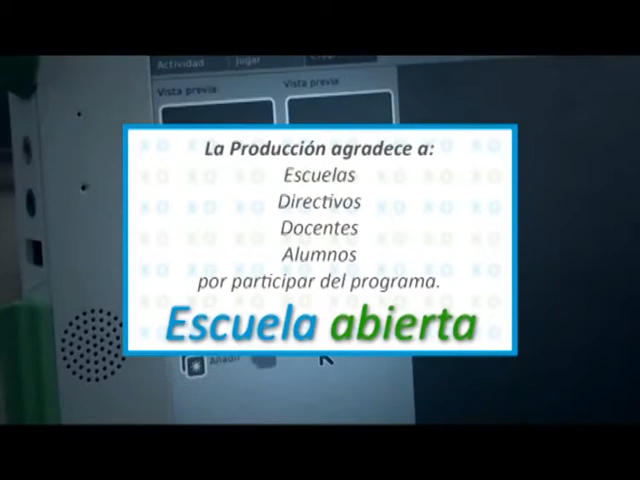 Actividad
Jugar
Vista previa:
Vista previa
La Producción agradece a:
Escuelas
Directivos
Docentes
Alumnos
por participar del programa.
Escuela abierta
Añadir